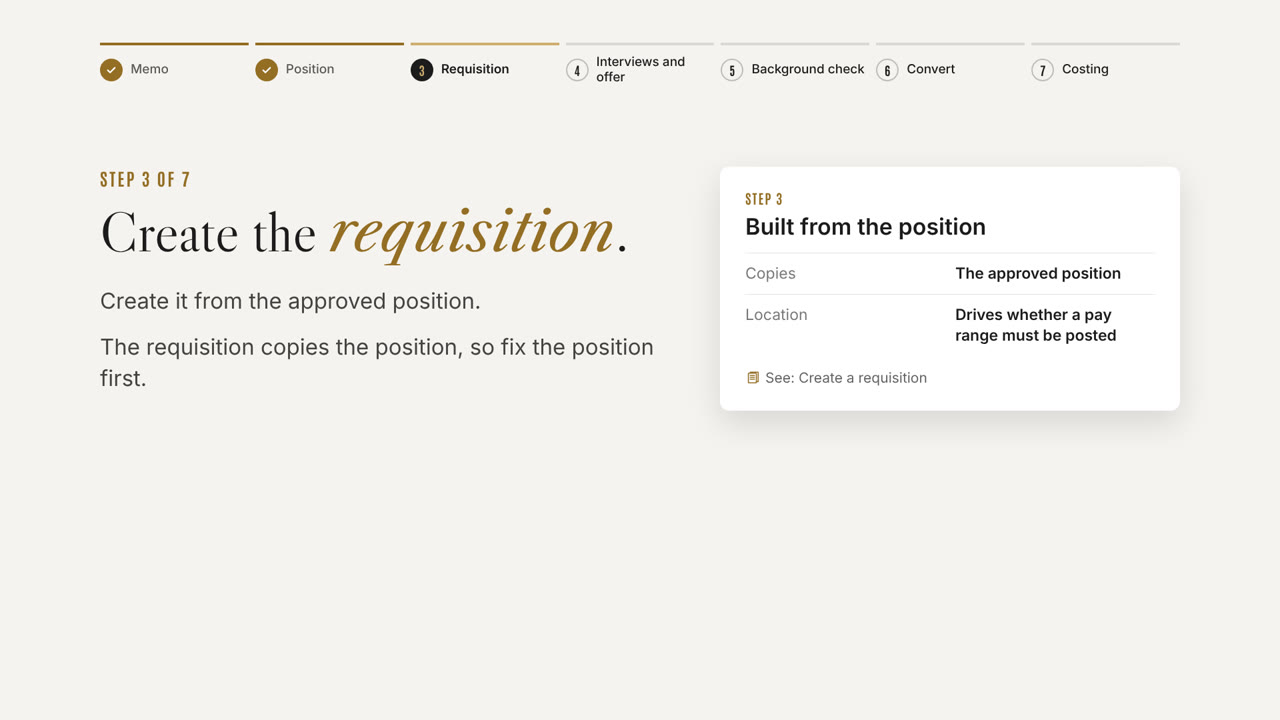 Memo
Position
3 Requisition
4 Interviews and
offer
5 Background check
6 Convert
7 Costing
STEP 3 OF 7
Create the requisition.
Create it from the approved position.
The requisition copies the position, so fix the position
first.
STEP 3
Built from the position
Copies The approved position
Location Drives whether a pay
range must be posted
See: Create a requisition